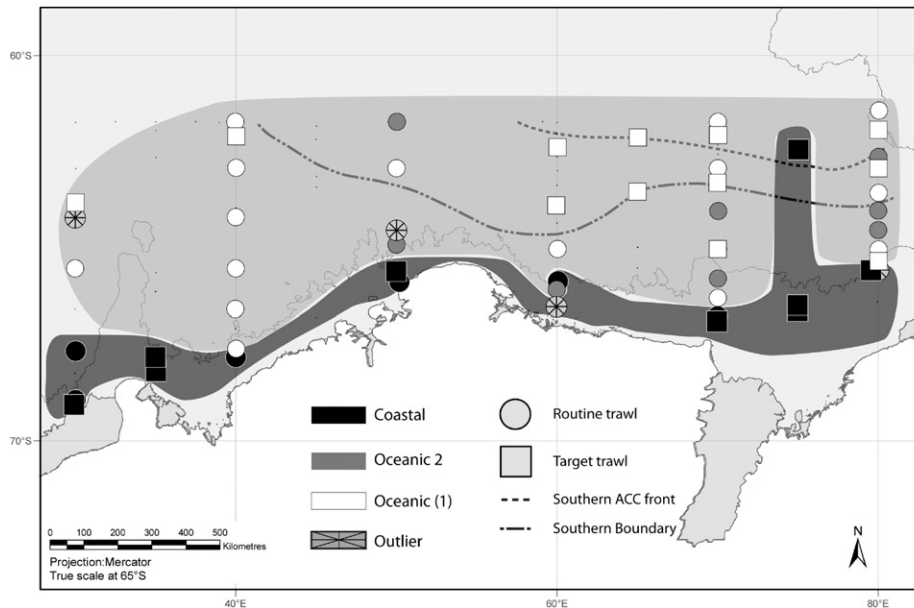 60°S
70°S
Coastal
Oceanic 2
Oceanic (1)
Outlier
Routine trawl
Target trawl
Southern ACC front
Southern Boundary
0 100 200 300 400 500
Kilometres
Projection:Mercator
True scale at 65°S
N
40°E
60°E
80°E